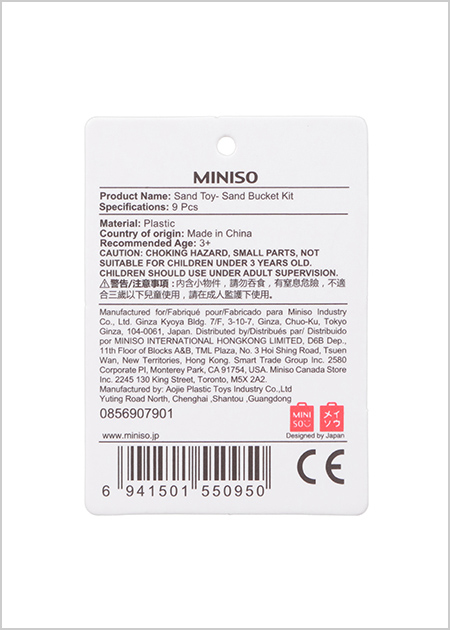 MINISO
Product Name: Sand Toy- Sand Bucket Kit
Specifications: 9 Pcs
Material: Plastic
Country of origin: Made in China
Recommended Age: 3+
CAUTION: CHOKING HAZARD, SMALL PARTS, NOT
SUITABLE FOR CHILDREN UNDER 3 YEARS OLD.
CHILDREN SHOULD USE UNDER ADULT SUPERVISION.
⚠警告/注意事項：内含小物件，請勿吞食，有窒息危險，不適
合三歲以下兒童使用，請在成人監護下使用。
Manufactured for/Fabriqué pour/Fabricado para Miniso Industry
Co., Ltd. Ginza Kyoya Bldg. 7/F, 3-10-7, Ginza, Chuo-Ku, Tokyo
City, 104-0061, Japan. Distributed by/Distribués par/ Distribuido
por MINISO INTERNATIONAL HONGKONG LIMITED, D6B Dep.,
11th Floor of Blocks A&B, TML Plaza, No. 3 Hoi Shing Road, Tsuen
Wan, New Territories, Hong Kong. Smart Trade Group Inc. 2580
Corporate Pl, Monterey Park, CA 91754, USA. Miniso Canada Store
Inc. 2245 130 King Street, Toronto, M5X 2A2.
Manufactured by: Aojie Plastic Toys Industry Co.,Ltd
Yuting Road North, Chenghai ,Shantou ,Guangdong
0856907901
MINI
SO
メイ
ソウ
www.miniso.jp
Designed by Japan
6 941501 550950
CE